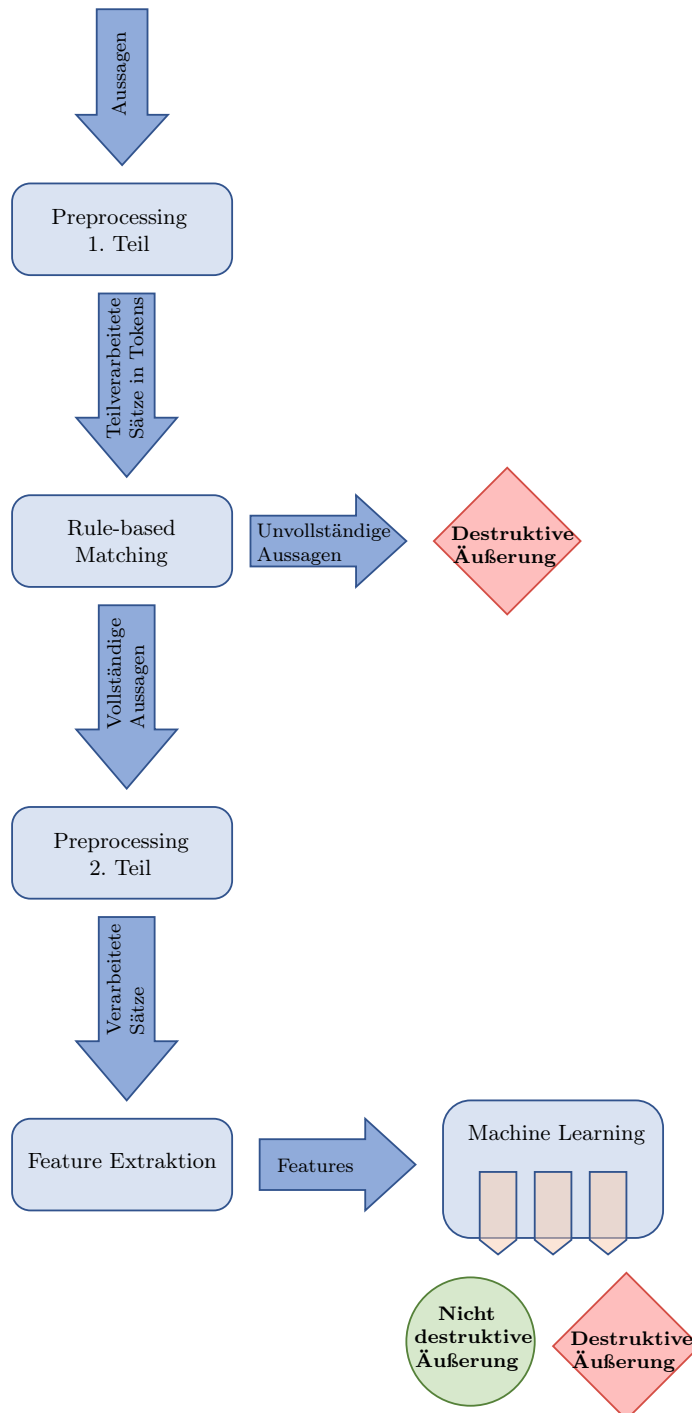 Aussagen
Preprocessing
1. Teil
Teilverarbeitete
Sätze in Tokens
Rule-based
Matching
Unvollständige
Aussagen
Destruktive
Äußerung
Vollständige
Aussagen
Preprocessing
2. Teil
Verarbeitete
Sätze
Feature Extraktion
Features
Machine Learning
Nicht
destruktive
Äußerung
Destruktive
Äußerung